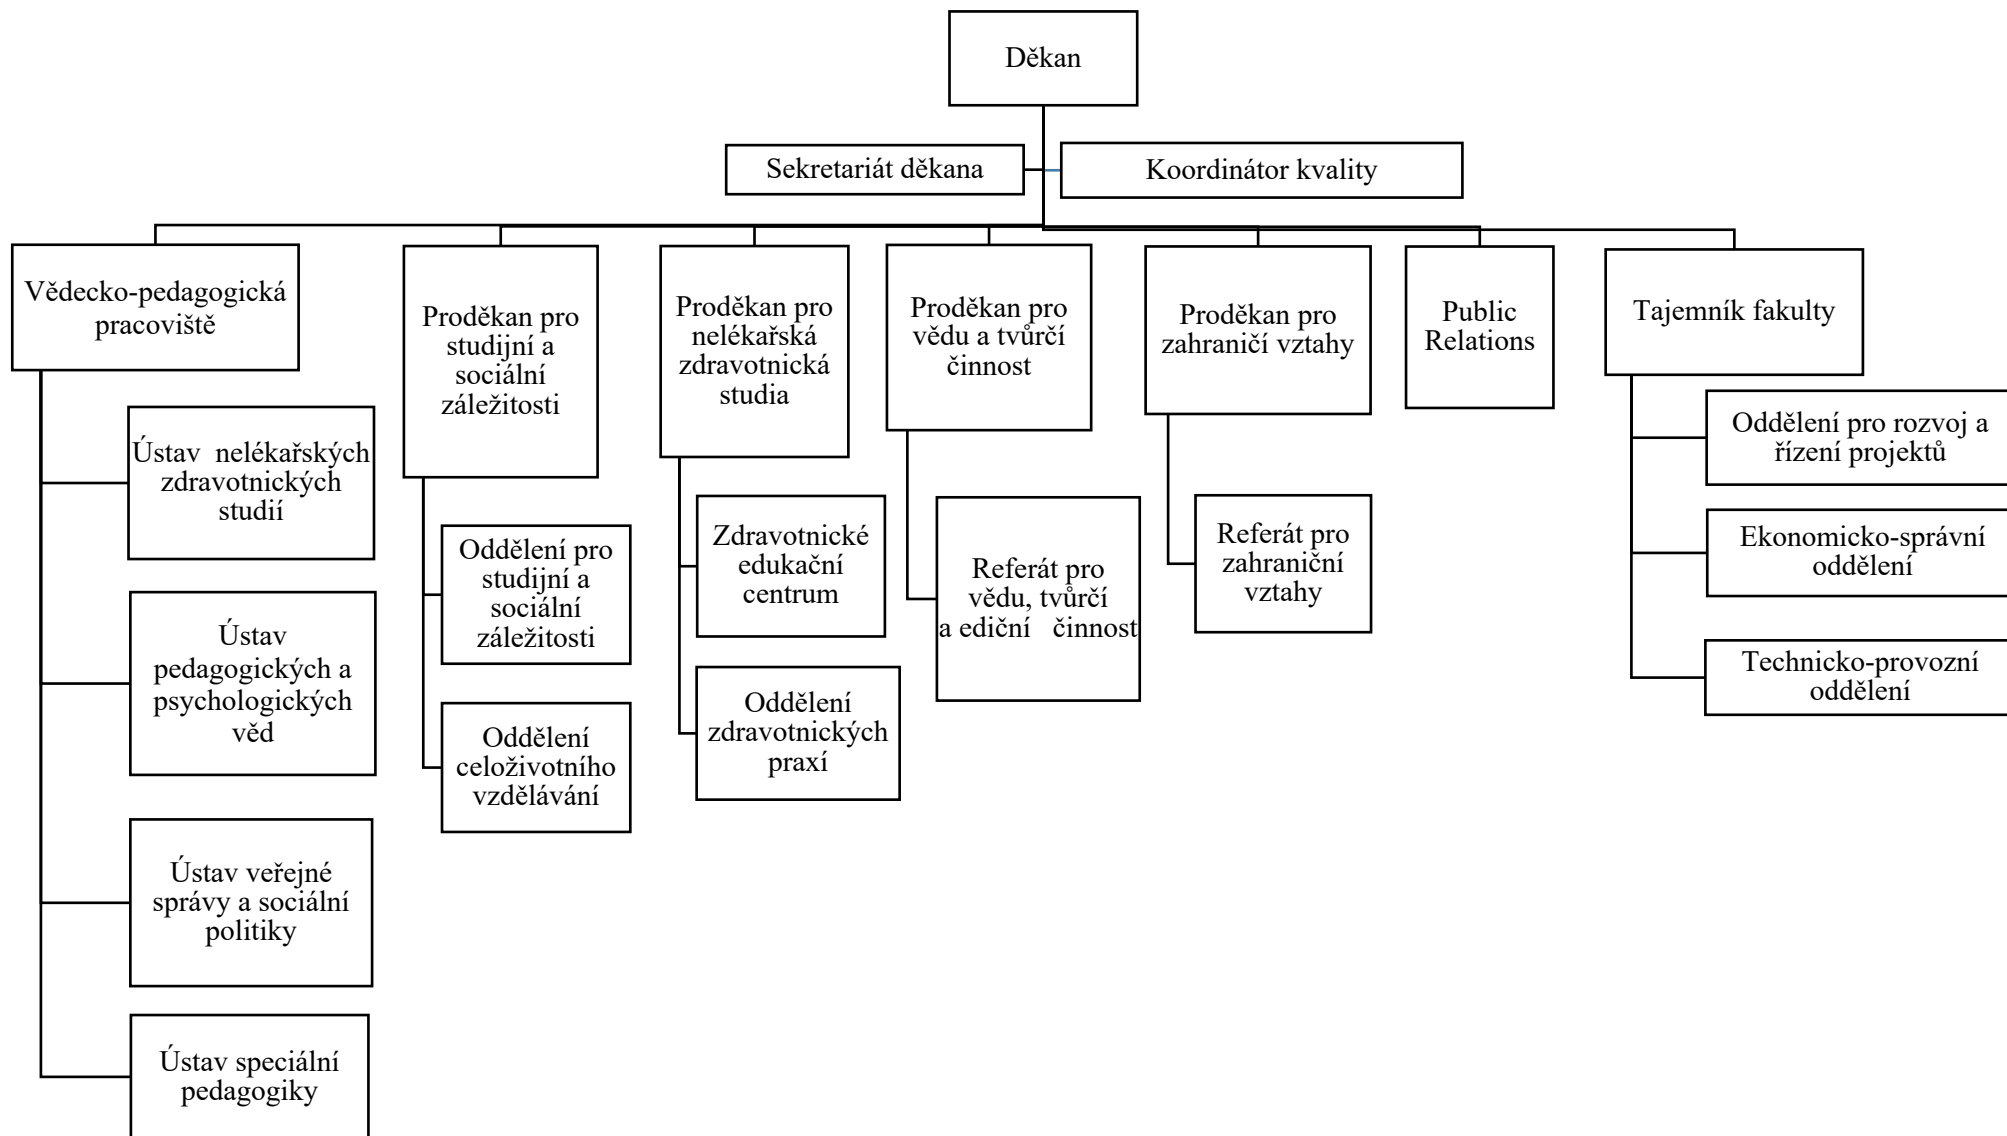 Děkan
Sekretariát děkana
Koordinátor kvality
Vědecko-pedagogická
pracoviště
Proděkan pro
studijní a
sociální
záležitosti
Proděkan pro
nelékařská
zdravotnická
studia
Proděkan pro
vědu a tvůrčí
činnost
Proděkan pro
zahraničí vztahy
Public
Relations
Tajemník fakulty
Ústav nelékařských
zdravotnických
studií
Ústav
pedagogických a
psychologických
věd
Ústav veřejné
správy a sociální
politiky
Ústav speciální
pedagogiky
Oddělení pro
studijní a
sociální
záležitosti
Oddělení
celoživotního
vzdělávání
Zdravotnické
edukační
centrum
Oddělení
zdravotnických
praxí
Referát pro
vědu, tvůrčí
a ediční činnost
Referát pro
zahraniční
vztahy
Oddělení pro rozvoj a
řízení projektů
Ekonomicko-správní
oddělení
Technicko-provozní
oddělení